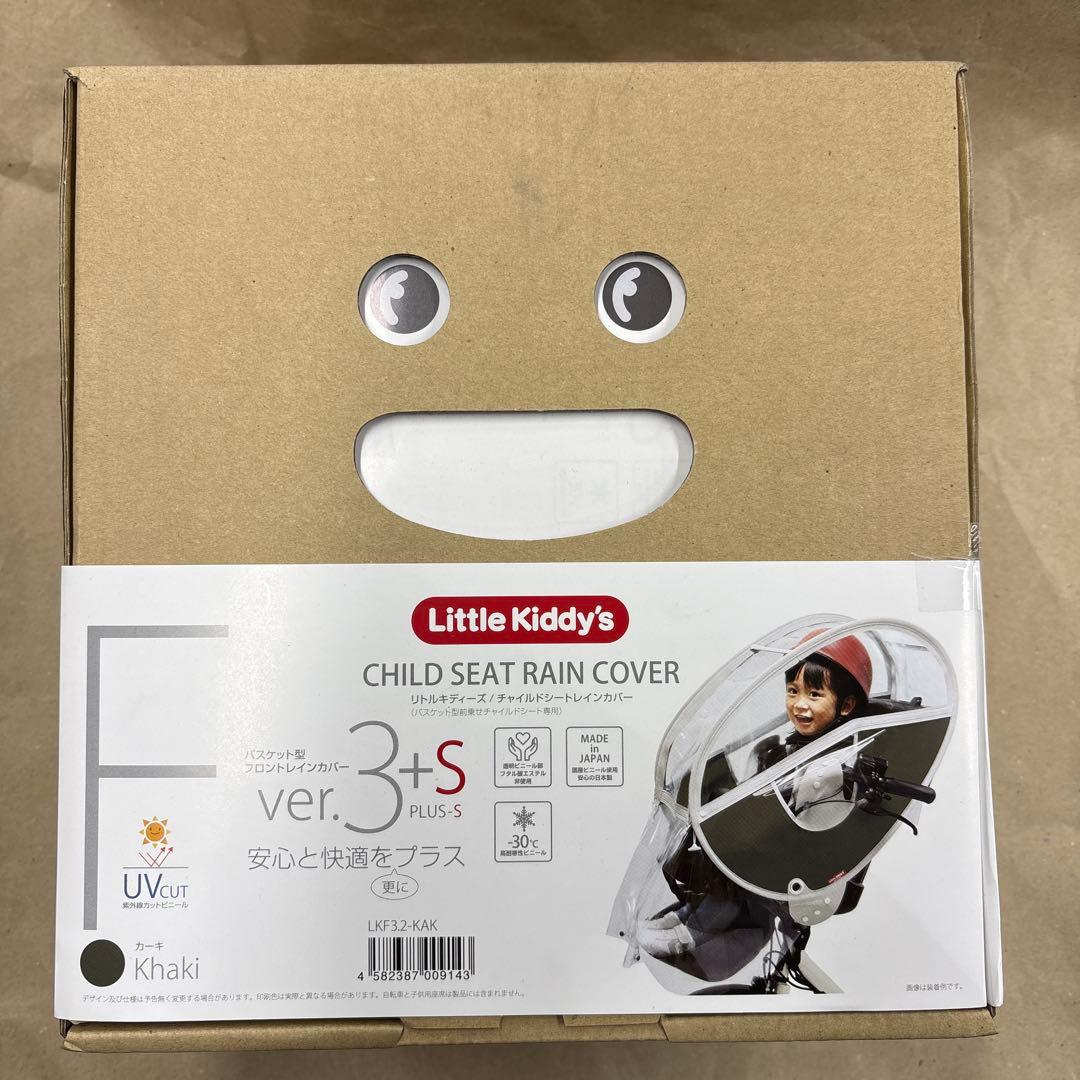 Little Kiddy's
CHILD SEAT RAIN COVER
リトルキディーズ / チャイルドシートレインカバー
(バスケット型前乗せチャイルドシート専用)
F
バスケット型
フロントレインカバー
ver.3+S
PLUS-S
安心と快適をプラス
更に
透明ビニール部
フタル酸エステル
非使用
MADE
in
JAPAN
国産ビニール使用
安心の日本製
-30℃
高耐寒性ビニール
UV CUT
紫外線カットビニール
カーキ
Khaki
LKF3.2-KAK
4 582387 009143
デザイン及び仕様は予告無く変更する場合があります。印刷色は実際と異なる場合があります。自転車と子供用座席は製品には含まれません。
画像は装着例です。